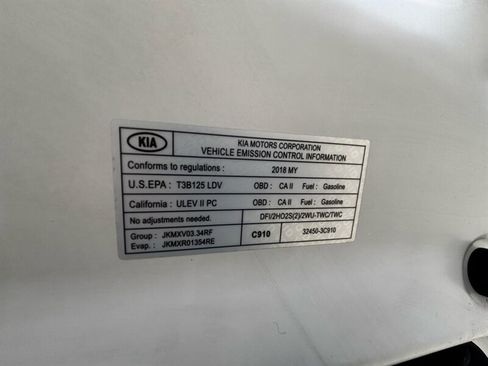 KIA
KIA MOTORS CORPORATION
VEHICLE EMISSION CONTROL INFORMATION
Conforms to regulations : 2018 MY
U.S.EPA : T3B125 LDV OBD : CA II Fuel : Gasoline
California : ULEV II PC OBD : CA II Fuel : Gasoline
No adjustments needed. DFI/2HO2S(2)/2WU-TWC/TWC
Group : JKMXV03.34RF
Evap. : JKMXR01354RE
C910 32450-3C910